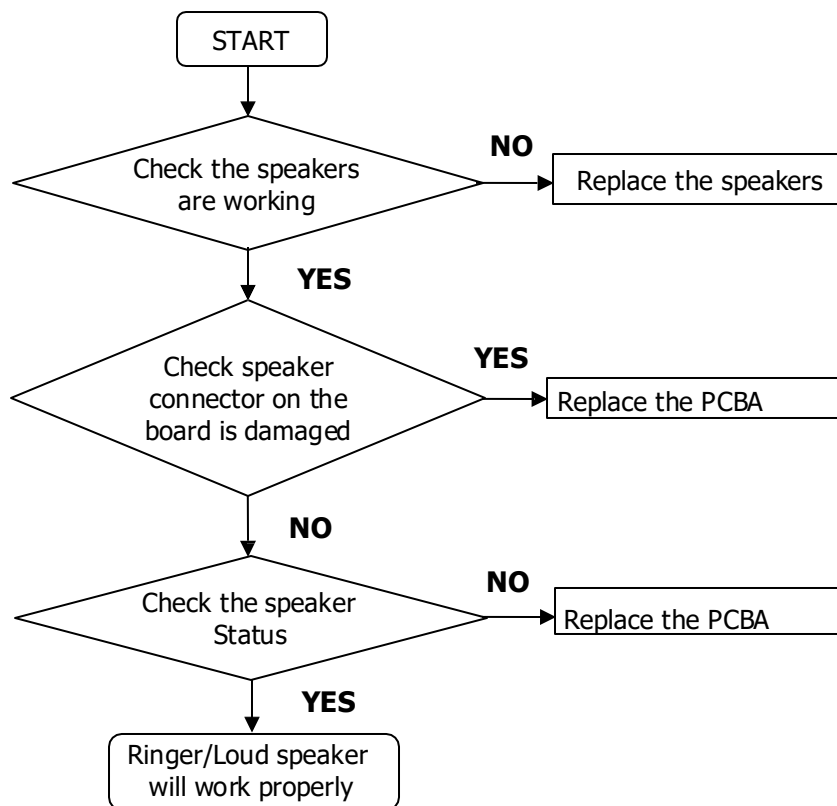 START
Check the speakers
are working
NO
Replace the speakers
YES
Check speaker
connector on the
board is damaged
YES
Replace the PCBA
NO
Check the speaker
Status
NO
Replace the PCBA
YES
Ringer/Loud speaker
will work properly